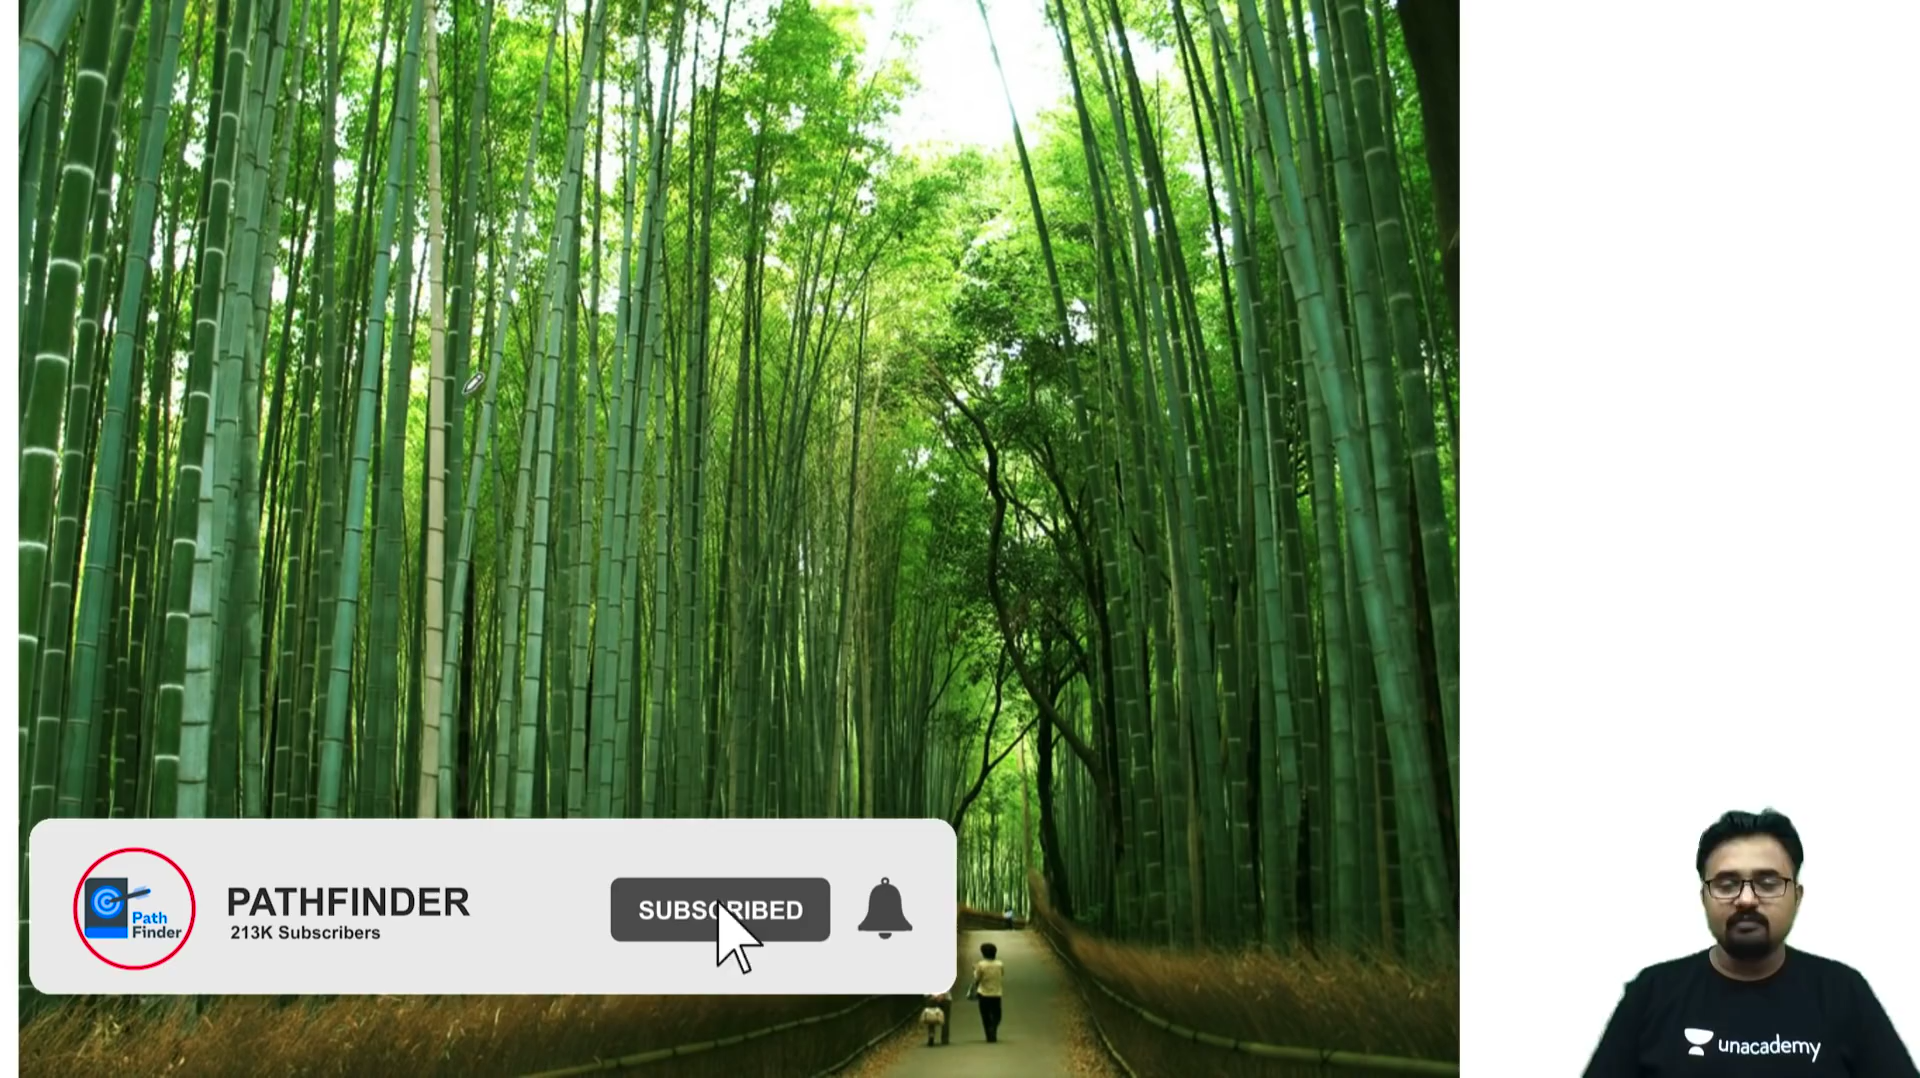 PATHFINDER
213K Subscribers
Path
Finder
SUBSCRIBED
unacademy